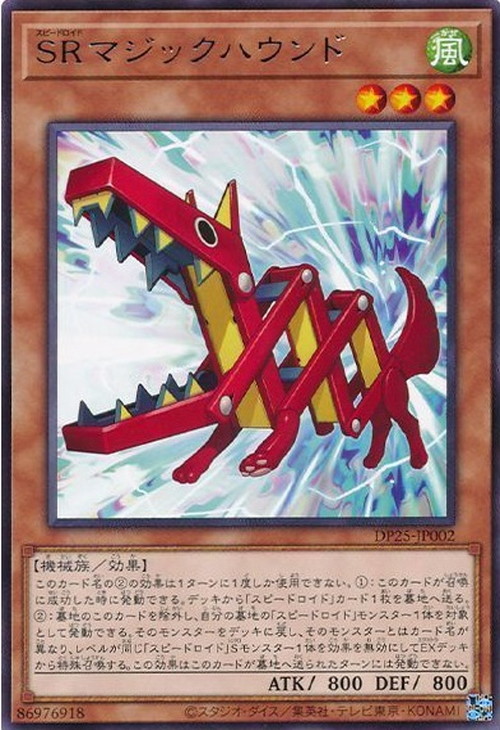 スピードロイド
SRマジックハウンド
かぜ
風
DP25-JP002
【機械族／効果】
このカード名の②の効果は1ターンに1度しか使用できない。①：このカードが召喚
に成功した時に発動できる。デッキから「スピードロイド」カード1枚を墓地へ送る。
②：墓地のこのカードを除外し、自分の墓地の「スピードロイド」モンスター1体を対象
として発動できる。そのモンスターをデッキに戻し、そのモンスターとはカード名が
異なり、レベルが同じ「スピードロイド」Sモンスター1体を効果を無効にしてEXデッキ
から特殊召喚する。この効果はこのカードが墓地へ送られたターンには発動できない。
ATK/ 800 DEF/ 800
86976918
©スタジオ・ダイス／集英社・テレビ東京・KONAMI